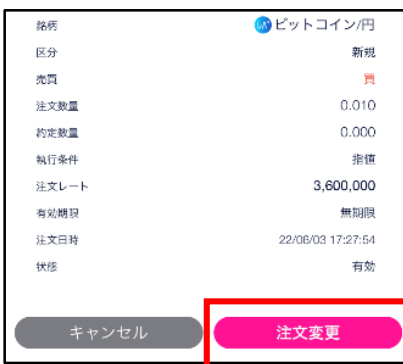 銘柄 ビットコイン/円
区分 新規
売買 買
注文数量 0.010
約定数量 0.000
執行条件 指値
注文レート 3,600,000
有効期限 無期限
注文日時 22/06/03 17:27:54
状態 有効
キャンセル 注文変更